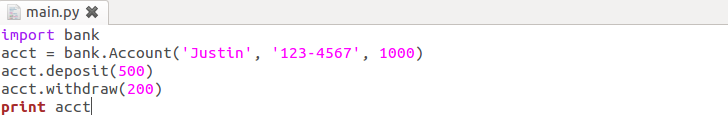 main.py
import bank
acct = bank.Account('Justin', '123-4567', 1000)
acct.deposit(500)
acct.withdraw(200)
print acct